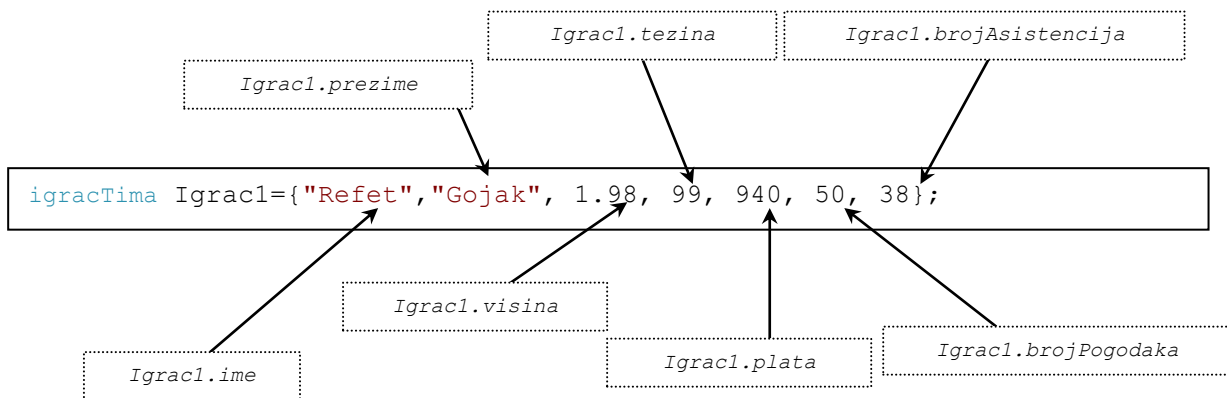 Igrac1.tezina
Igrac1.brojAsistencija
Igrac1.prezime
igracTima Igrac1={"Refet","Gojak", 1.98, 99, 940, 50, 38};
Igrac1.visina
Igrac1.brojPogodaka
Igrac1.plata
Igrac1.ime